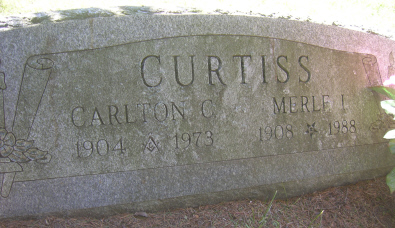 CURTISS
CARLTON C. MERLE I.
1904 1973 1908 1988